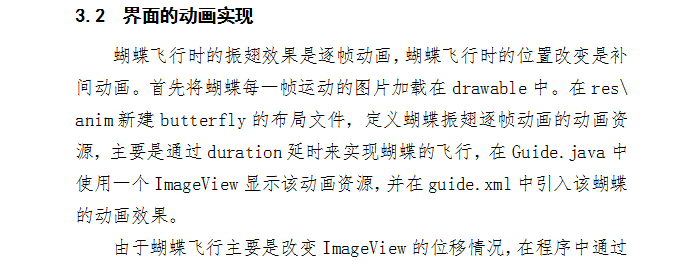 3.2 界面的动画实现
蝴蝶飞行时的振翅效果是逐帧动画，蝴蝶飞行时的位置改变是补
间动画。首先将蝴蝶每一帧运动的图片加载在 drawable 中。在 res\
anim 新建 butterfly 的布局文件，定义蝴蝶振翅逐帧动画的动画资
源，主要是通过 duration 延时来实现蝴蝶的飞行，在 Guide.java 中
使用一个 ImageView 显示该动画资源，并在 guide.xml 中引入该蝴蝶
的动画效果。
由于蝴蝶飞行主要是改变 ImageView 的位移情况，在程序中通过